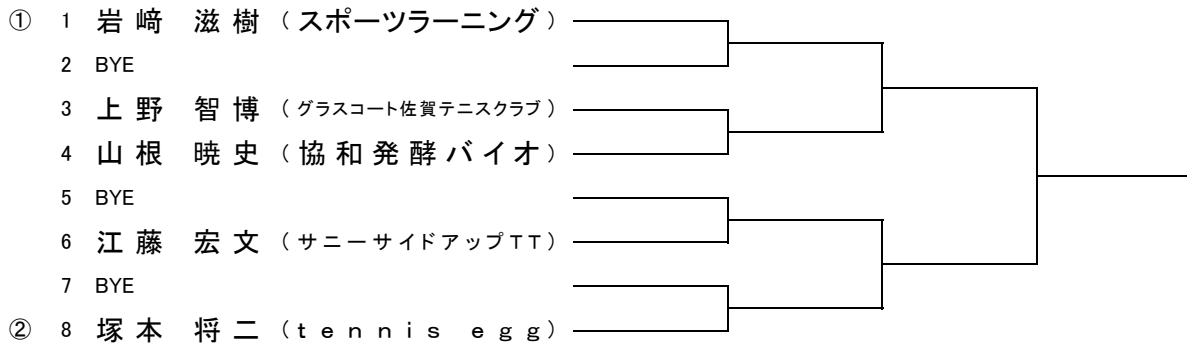 ① 1 岩﨑 滋樹（スポーツラーニング）
2 BYE
3 上野 智博（グラスコート佐賀テニスクラブ）
4 山根 暁史（協和発酵バイオ）
5 BYE
6 江藤 宏文（サニーサイドアップTT）
7 BYE
② 8 塚本 将二（tennis egg）